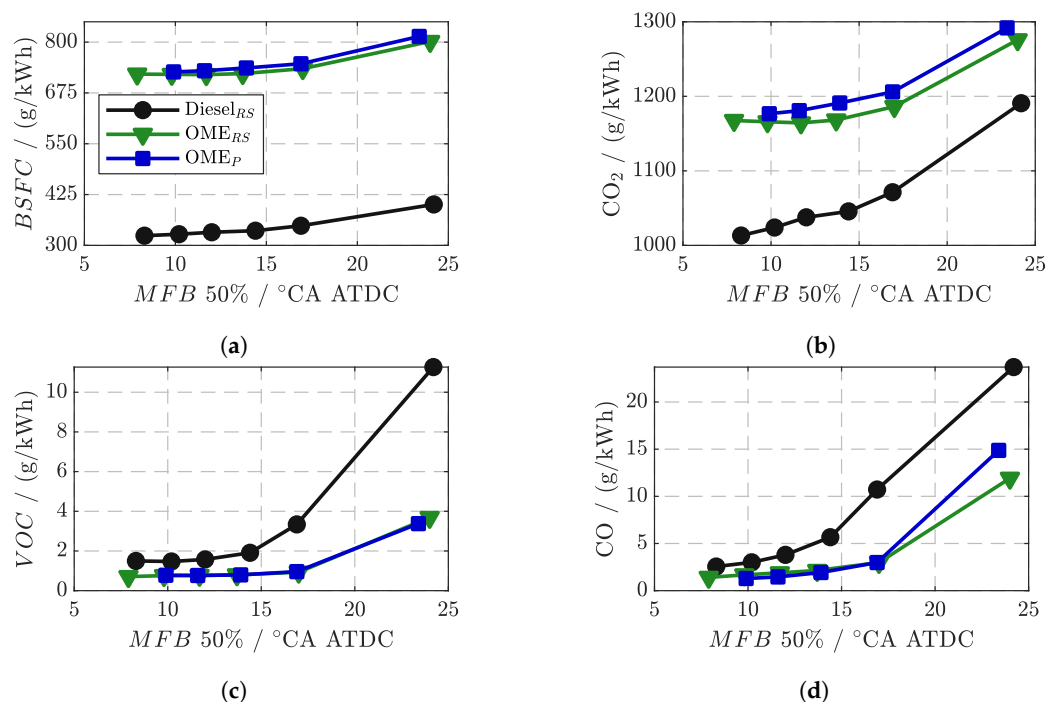 800
675
550
425
300
BSFC / (g/kWh)
Diesel_RS
OME_RS
OME_P
5 10 15 20 25
MFB 50% / °CA ATDC
(a)
1300
1200
1100
1000
CO₂ / (g/kWh)
5 10 15 20 25
MFB 50% / °CA ATDC
(b)
10
8
6
4
2
0
VOC / (g/kWh)
5 10 15 20 25
MFB 50% / °CA ATDC
(c)
20
15
10
5
0
CO / (g/kWh)
5 10 15 20 25
MFB 50% / °CA ATDC
(d)